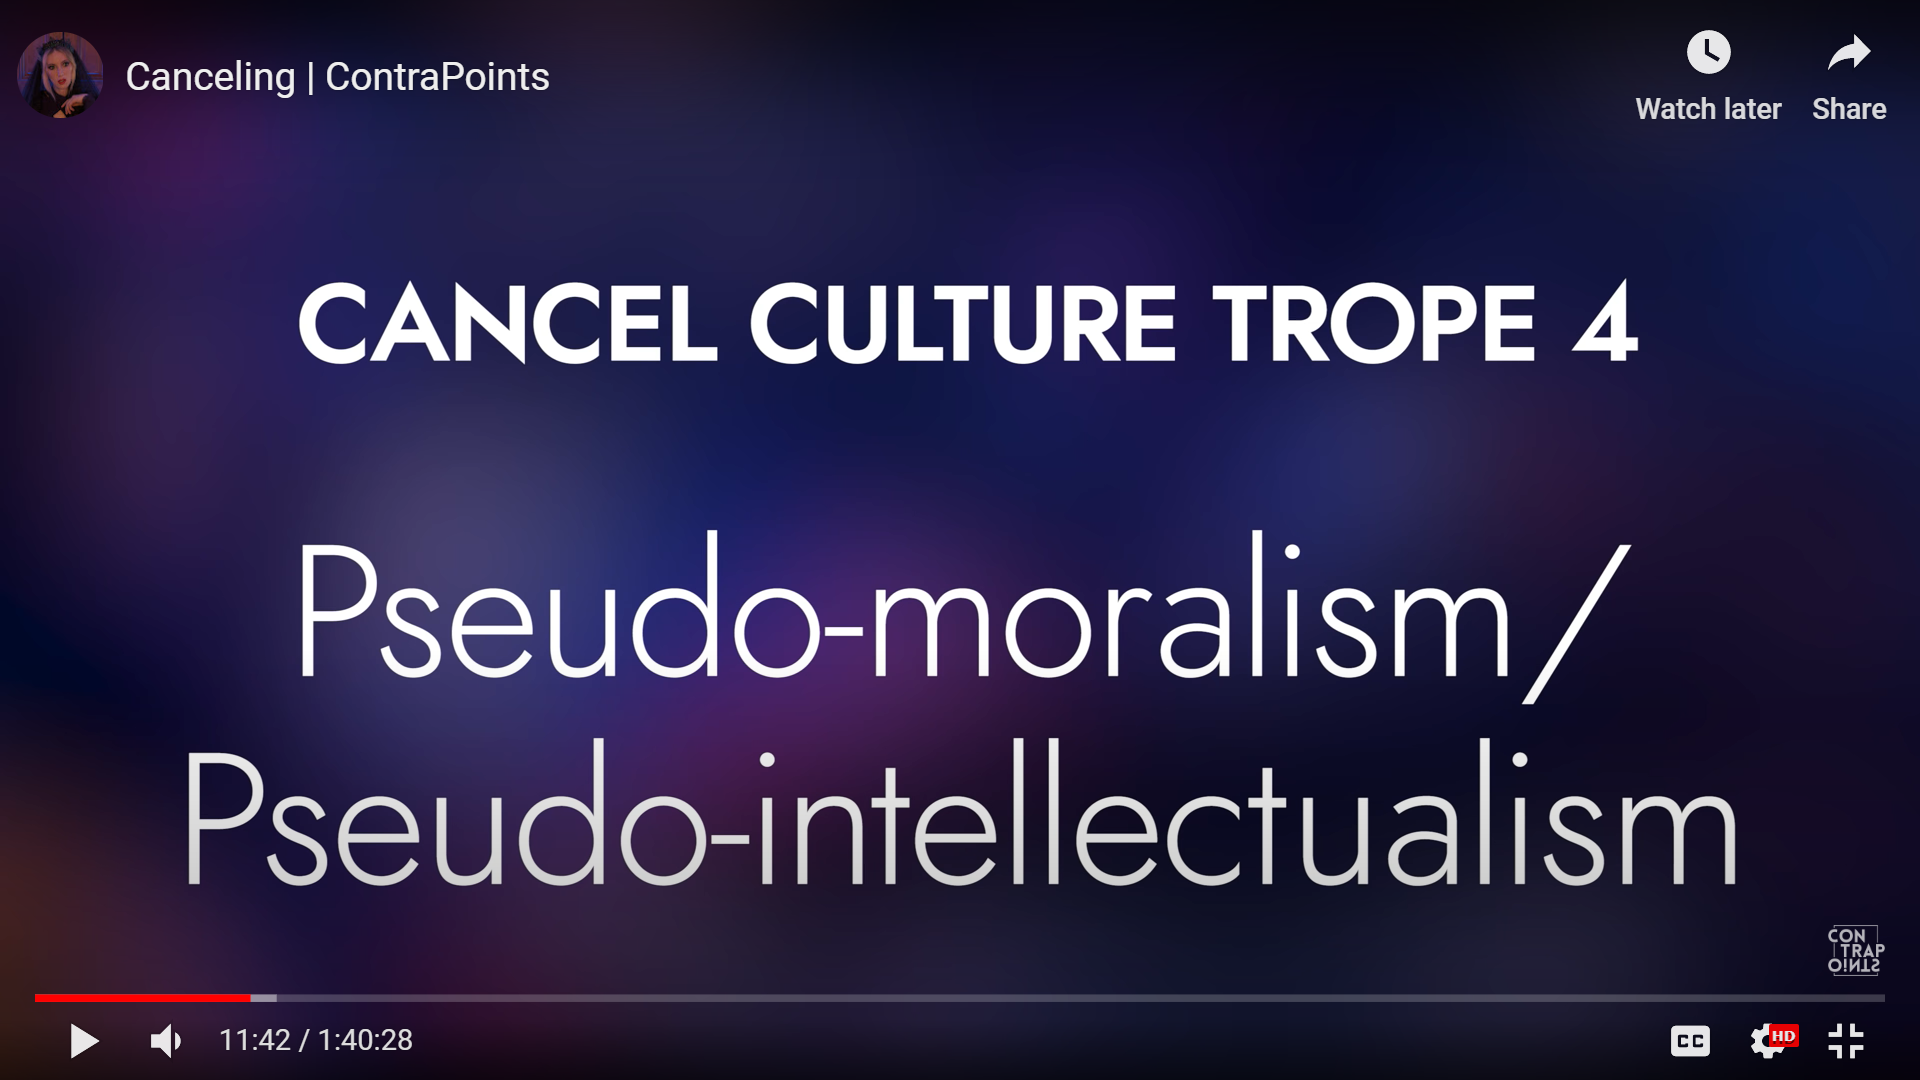 Canceling | ContraPoints
Watch later
Share
CANCEL CULTURE TROPE 4
Pseudo-moralism/
Pseudo-intellectualism
CON
TRAP
OINTS
11:42 / 1:40:28
CC
HD